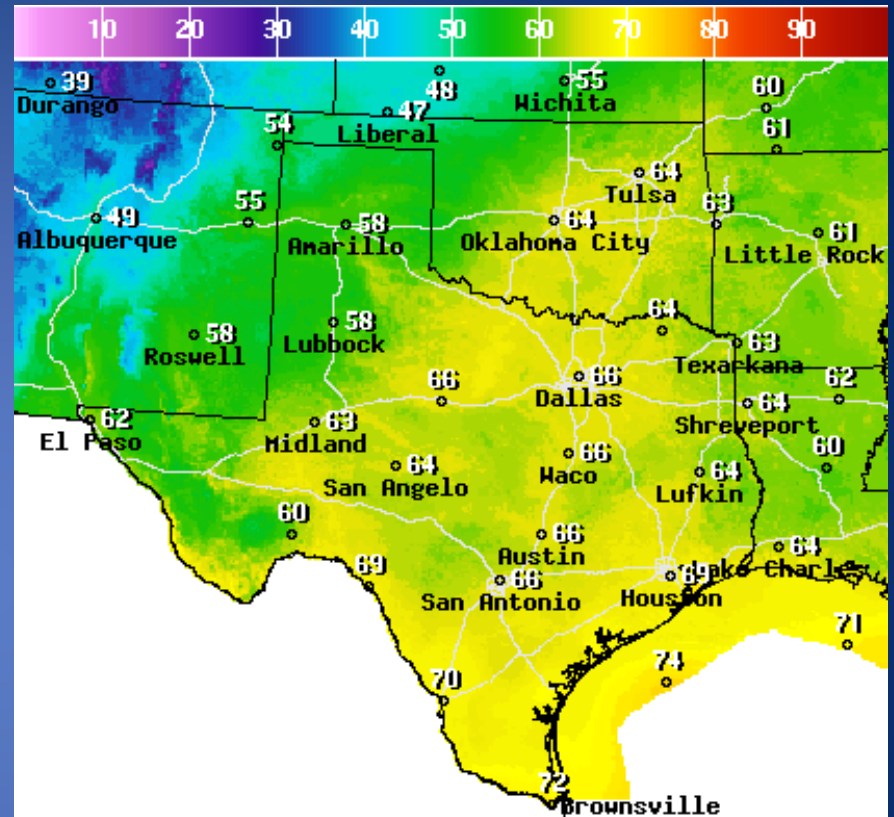 10 20 30 40 50 60 70 80 90
39
Durango
48
55
Wichita
60
47
Liberal
54
61
64
Tulsa
49
Albuquerque
55
58
Amarillo
64
Oklahoma City
63
61
Little Rock
58
Roswell
58
Lubbock
64
63
Texarkana
66
66
Dallas
62
64
Shreveport
62
El Paso
63
Midland
64
San Angelo
66
Waco
64
Lufkin
60
60
66
Austin
64
Lake Charles
69
San Antonio
69
Houston
71
74
70
72
Brownsville